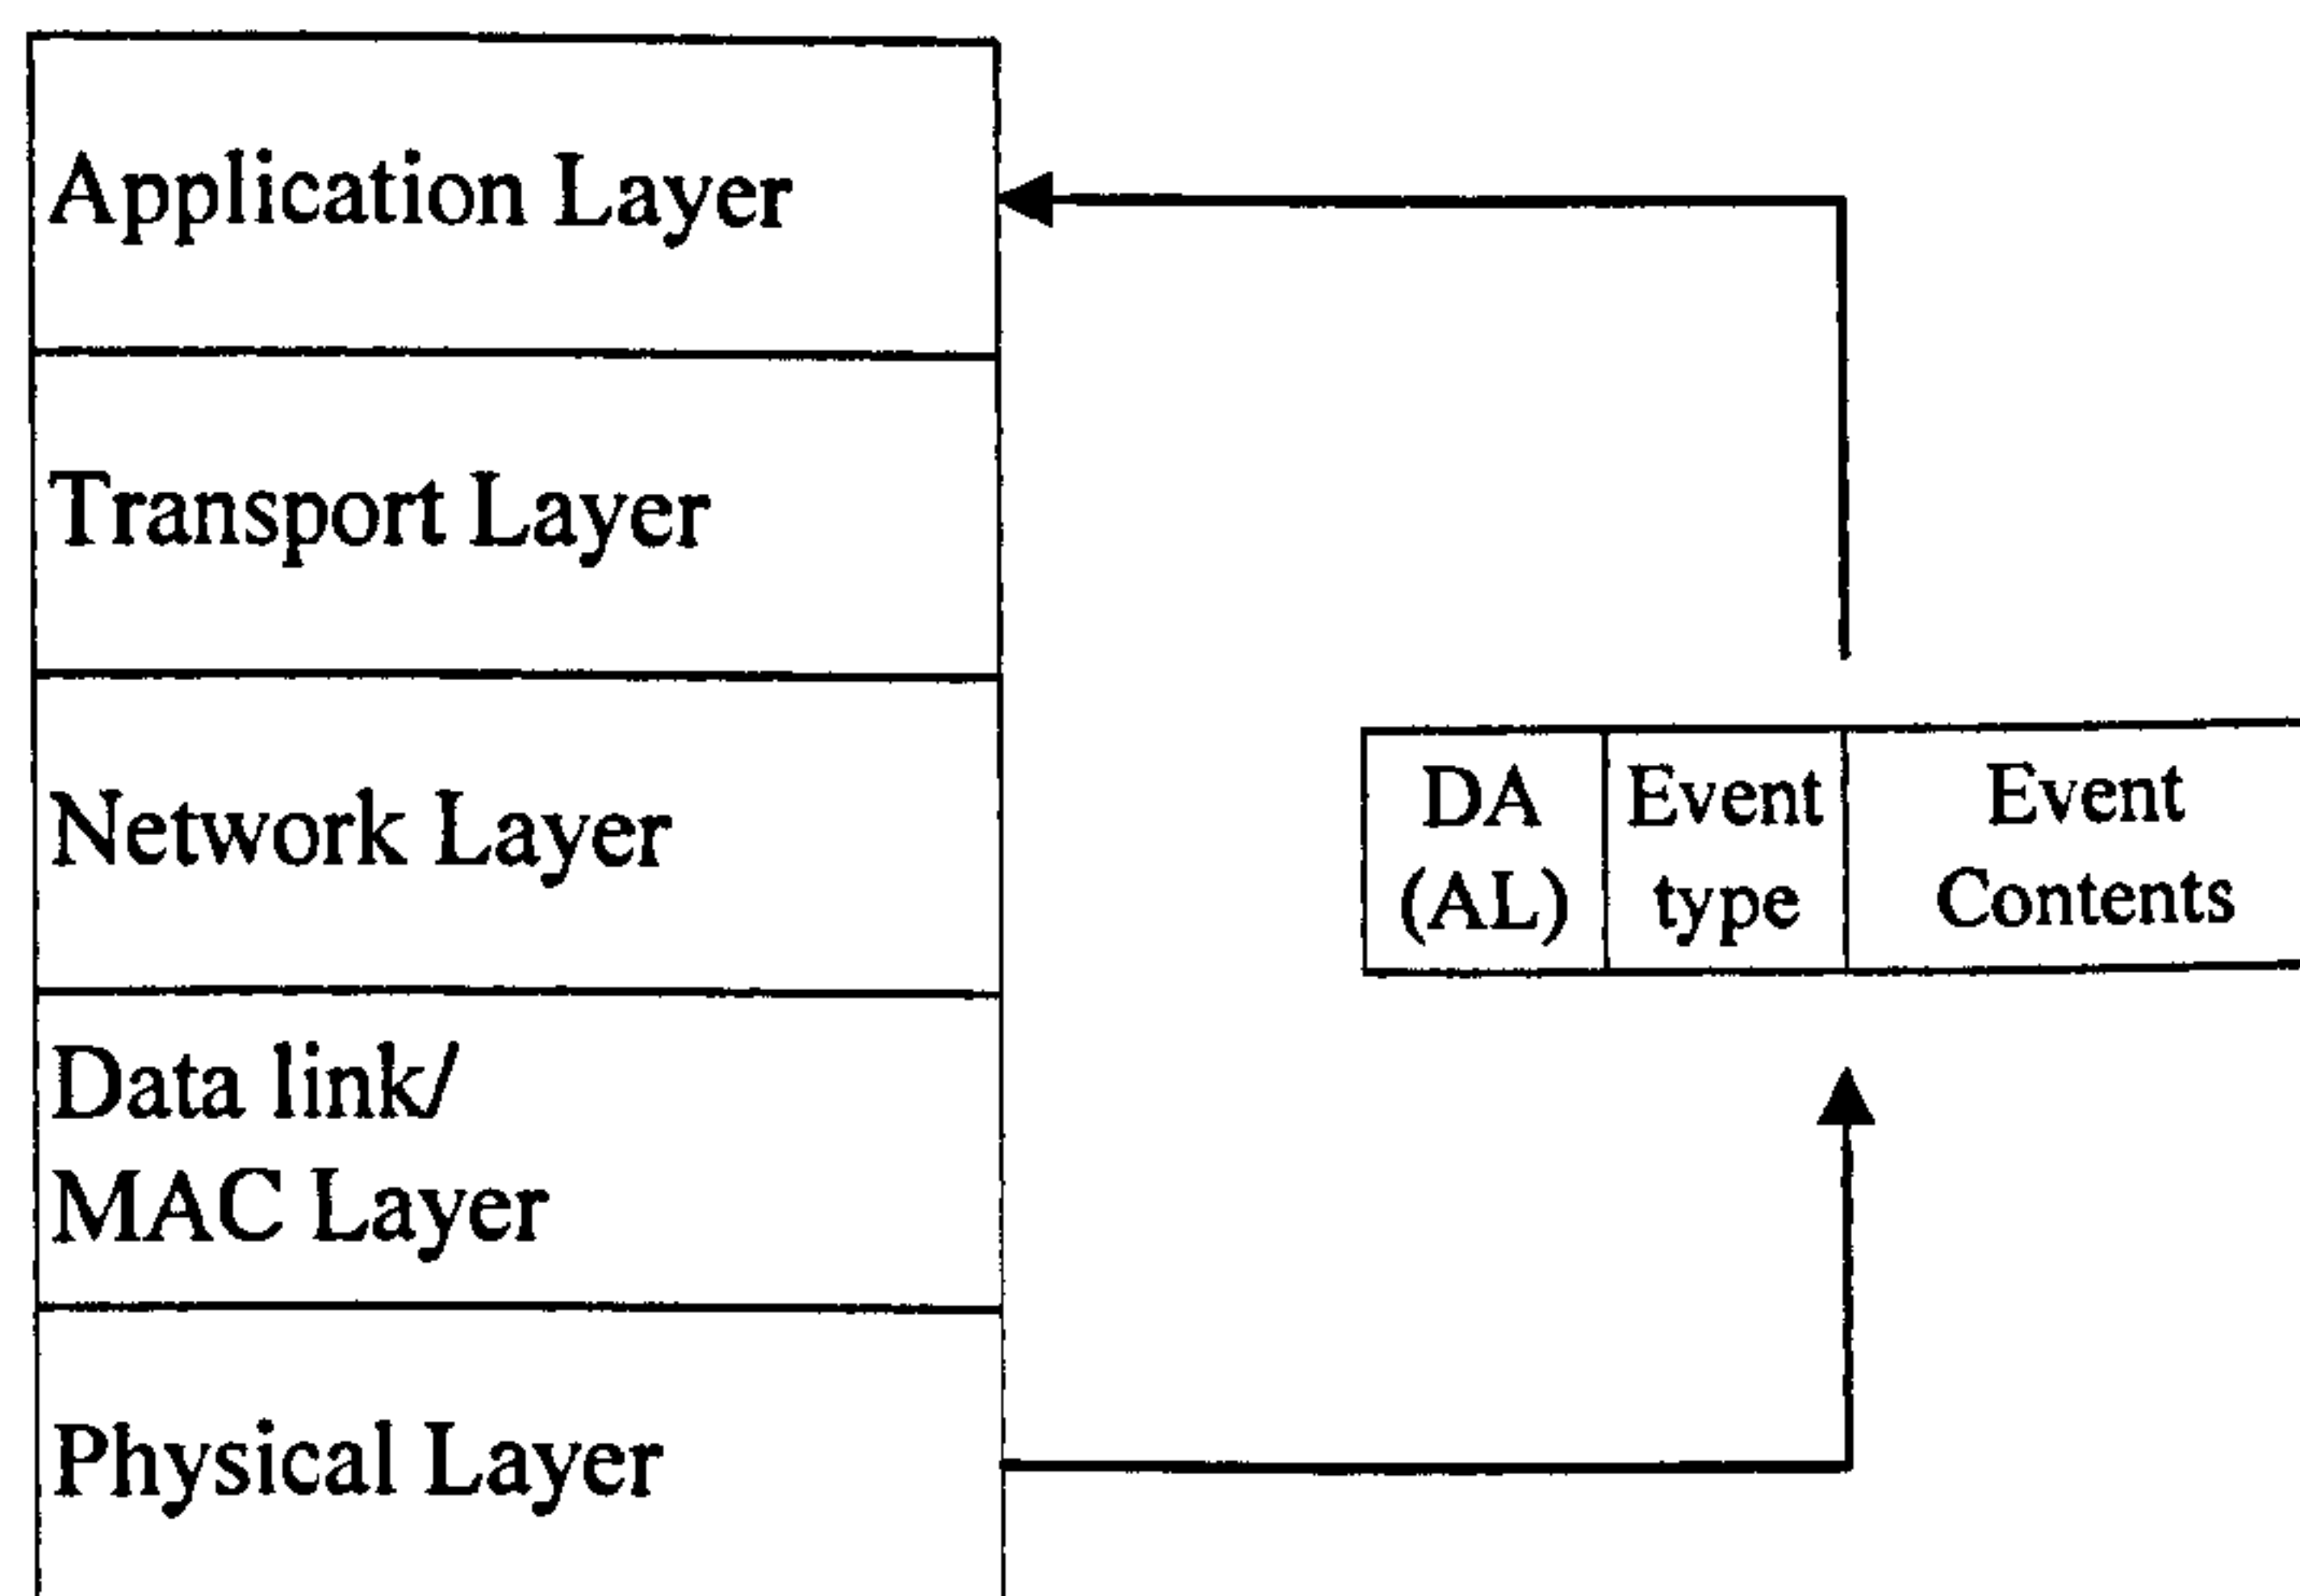 Application Layer
Transport Layer
Network Layer
Data link/
MAC Layer
Physical Layer
DA
(AL)
Event
type
Event
Contents